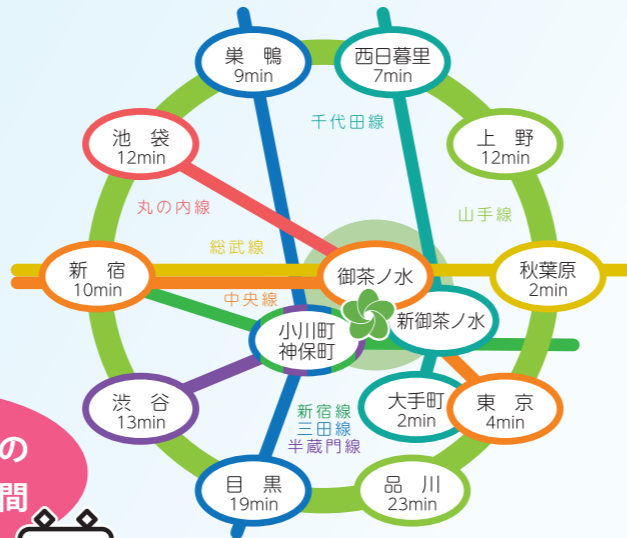 巣 鴨
9min
西日暮里
7min
千代田線
池 袋
12min
上 野
12min
丸の内線
山手線
総武線
新 宿
10min
御茶ノ水
秋葉原
2min
中央線
小川町
神保町
新御茶ノ水
渋 谷
13min
新宿線
三田線
半蔵門線
大手町
2min
東 京
4min
目 黒
19min
品 川
23min
の
間